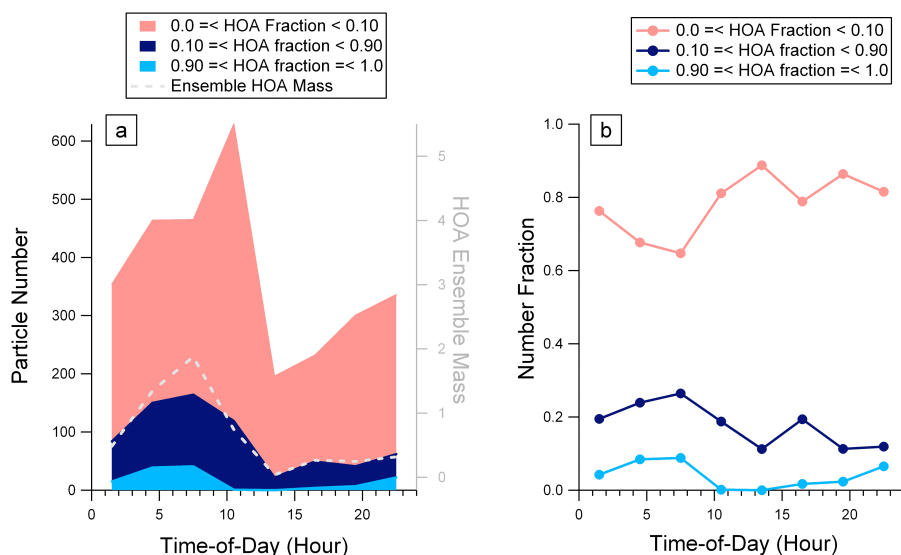 0.0 =< HOA Fraction < 0.10
0.10 =< HOA fraction < 0.90
0.90 =< HOA fraction =< 1.0
Ensemble HOA Mass
a
600
500
400
300
200
100
0
Particle Number
5
4
3
2
1
0
HOA Ensemble Mass
0 5 10 15 20
Time-of-Day (Hour)
0.0 =< HOA Fraction < 0.10
0.10 =< HOA fraction < 0.90
0.90 =< HOA fraction =< 1.0
b
1.0
0.8
0.6
0.4
0.2
0.0
Number Fraction
0 5 10 15 20
Time-of-Day (Hour)